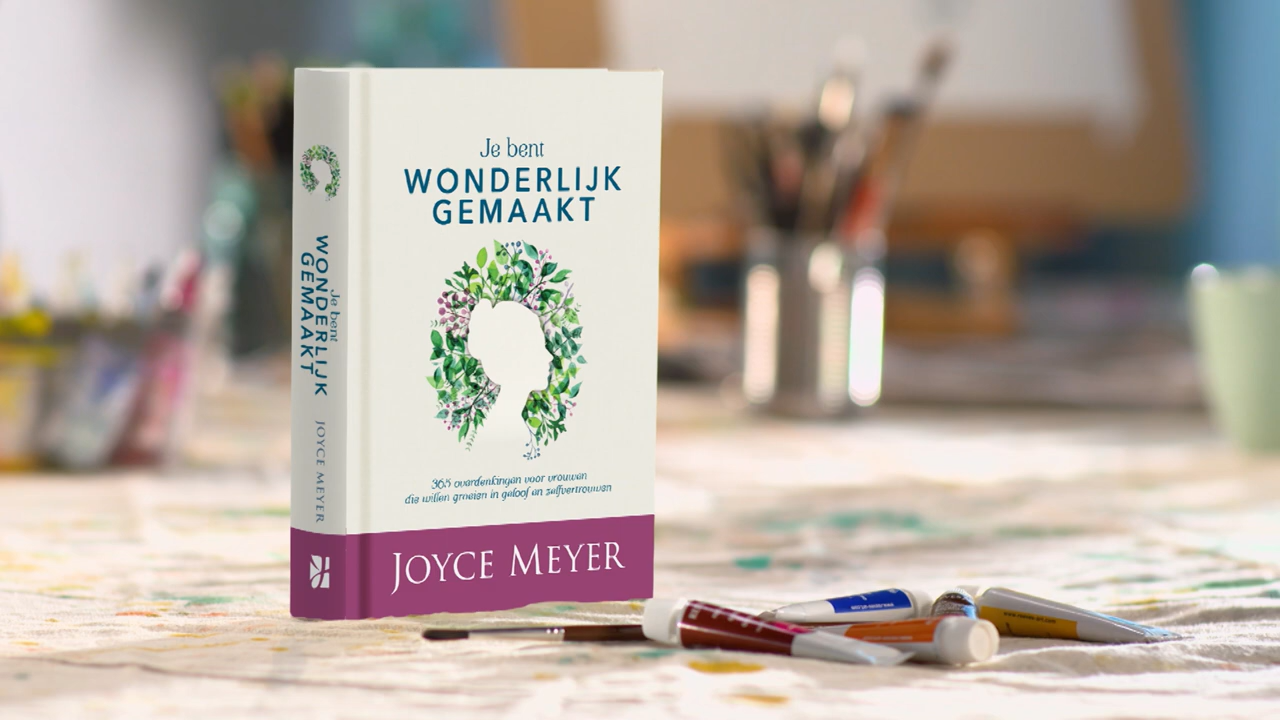 Je bent
WONDERLIJK
GEMAAKT
365 overdenkingen voor vrouwen
die willen groeien in geloof en zelfvertrouwen
JOYCE MEYER
Je bent
WONDERLIJK
GEMAAKT
JOYCE MEYER